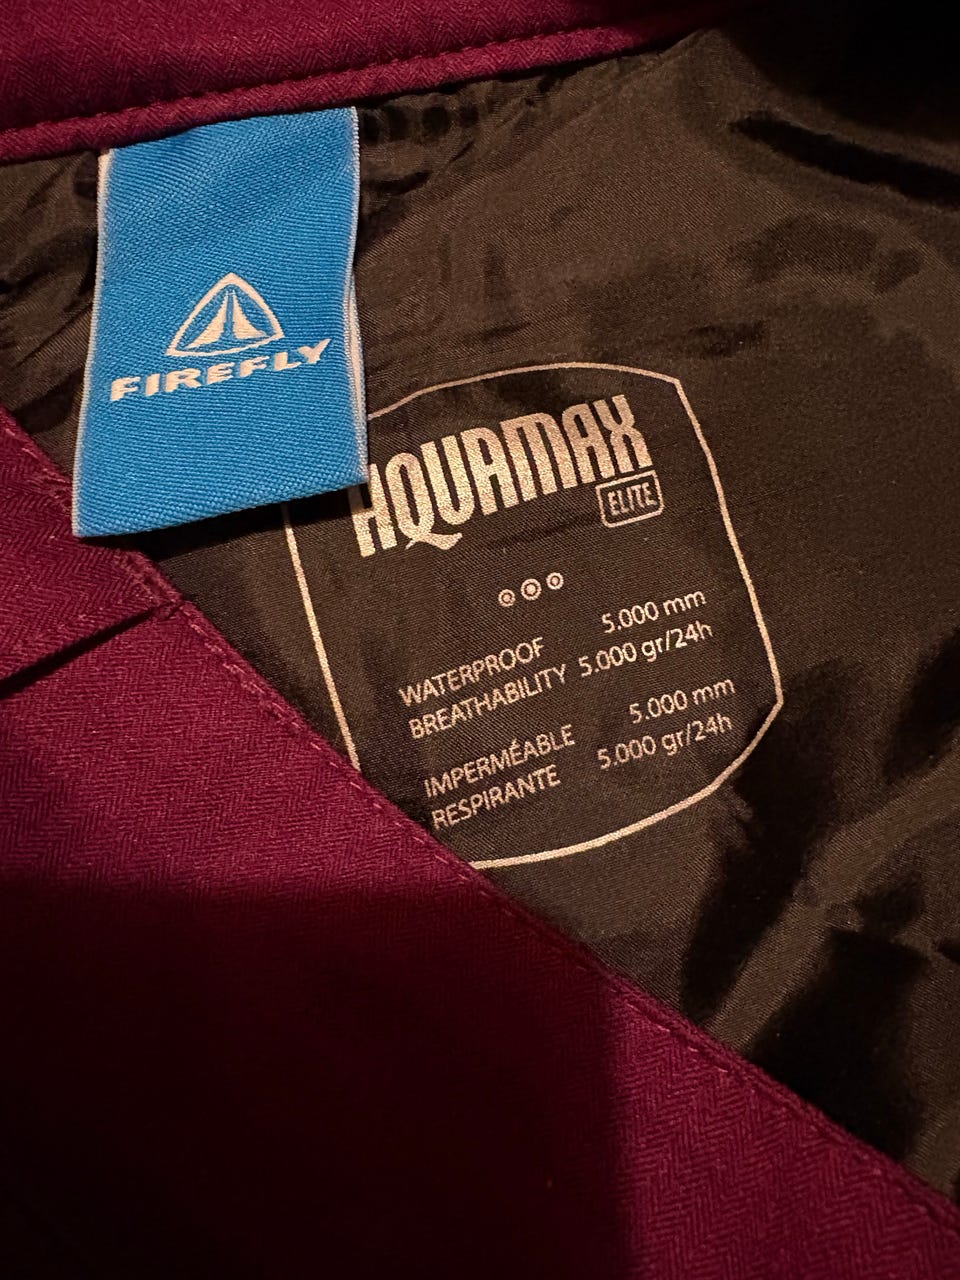 FIREFLY
AQUAMAX
ELITE
WATERPROOF 5.000 mm
BREATHABILITY 5.000 gr/24h
IMPERMÉABLE 5.000 mm
RESPIRANTE 5.000 gr/24h